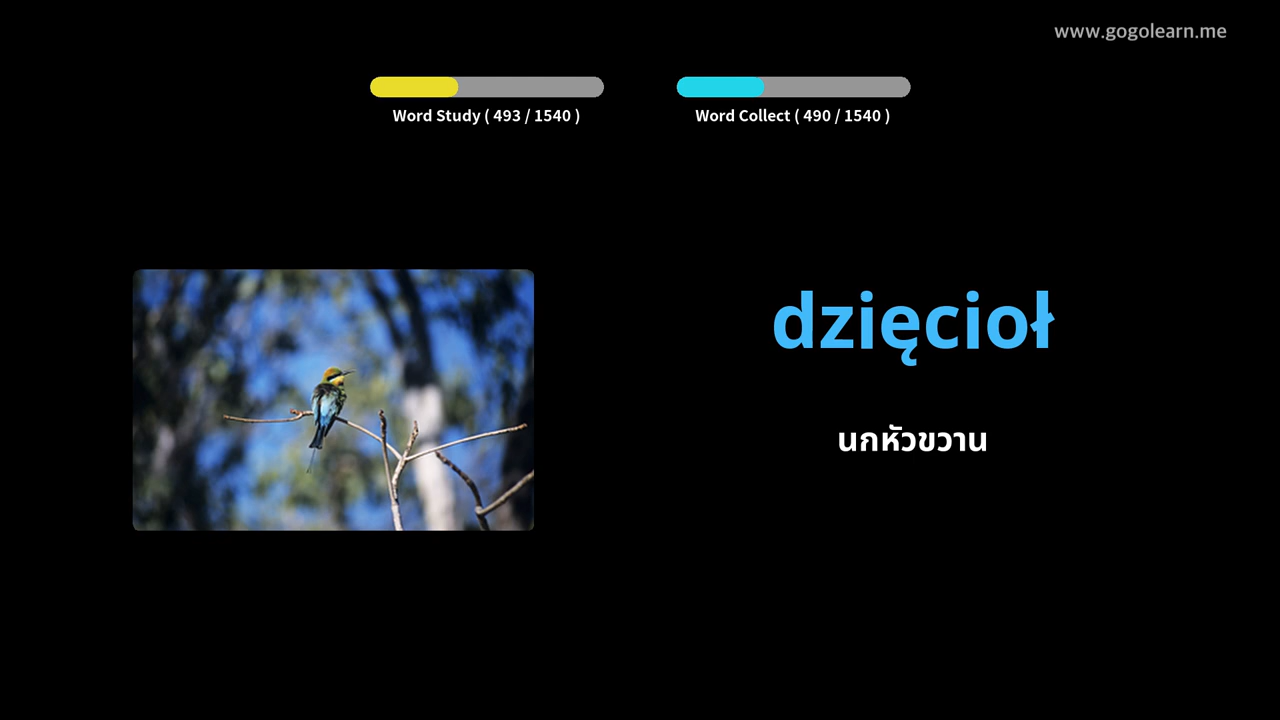 www.gogolearn.me
Word Study ( 493 / 1540 )
Word Collect ( 490 / 1540 )
dzięcioł
นกหัวขวาน